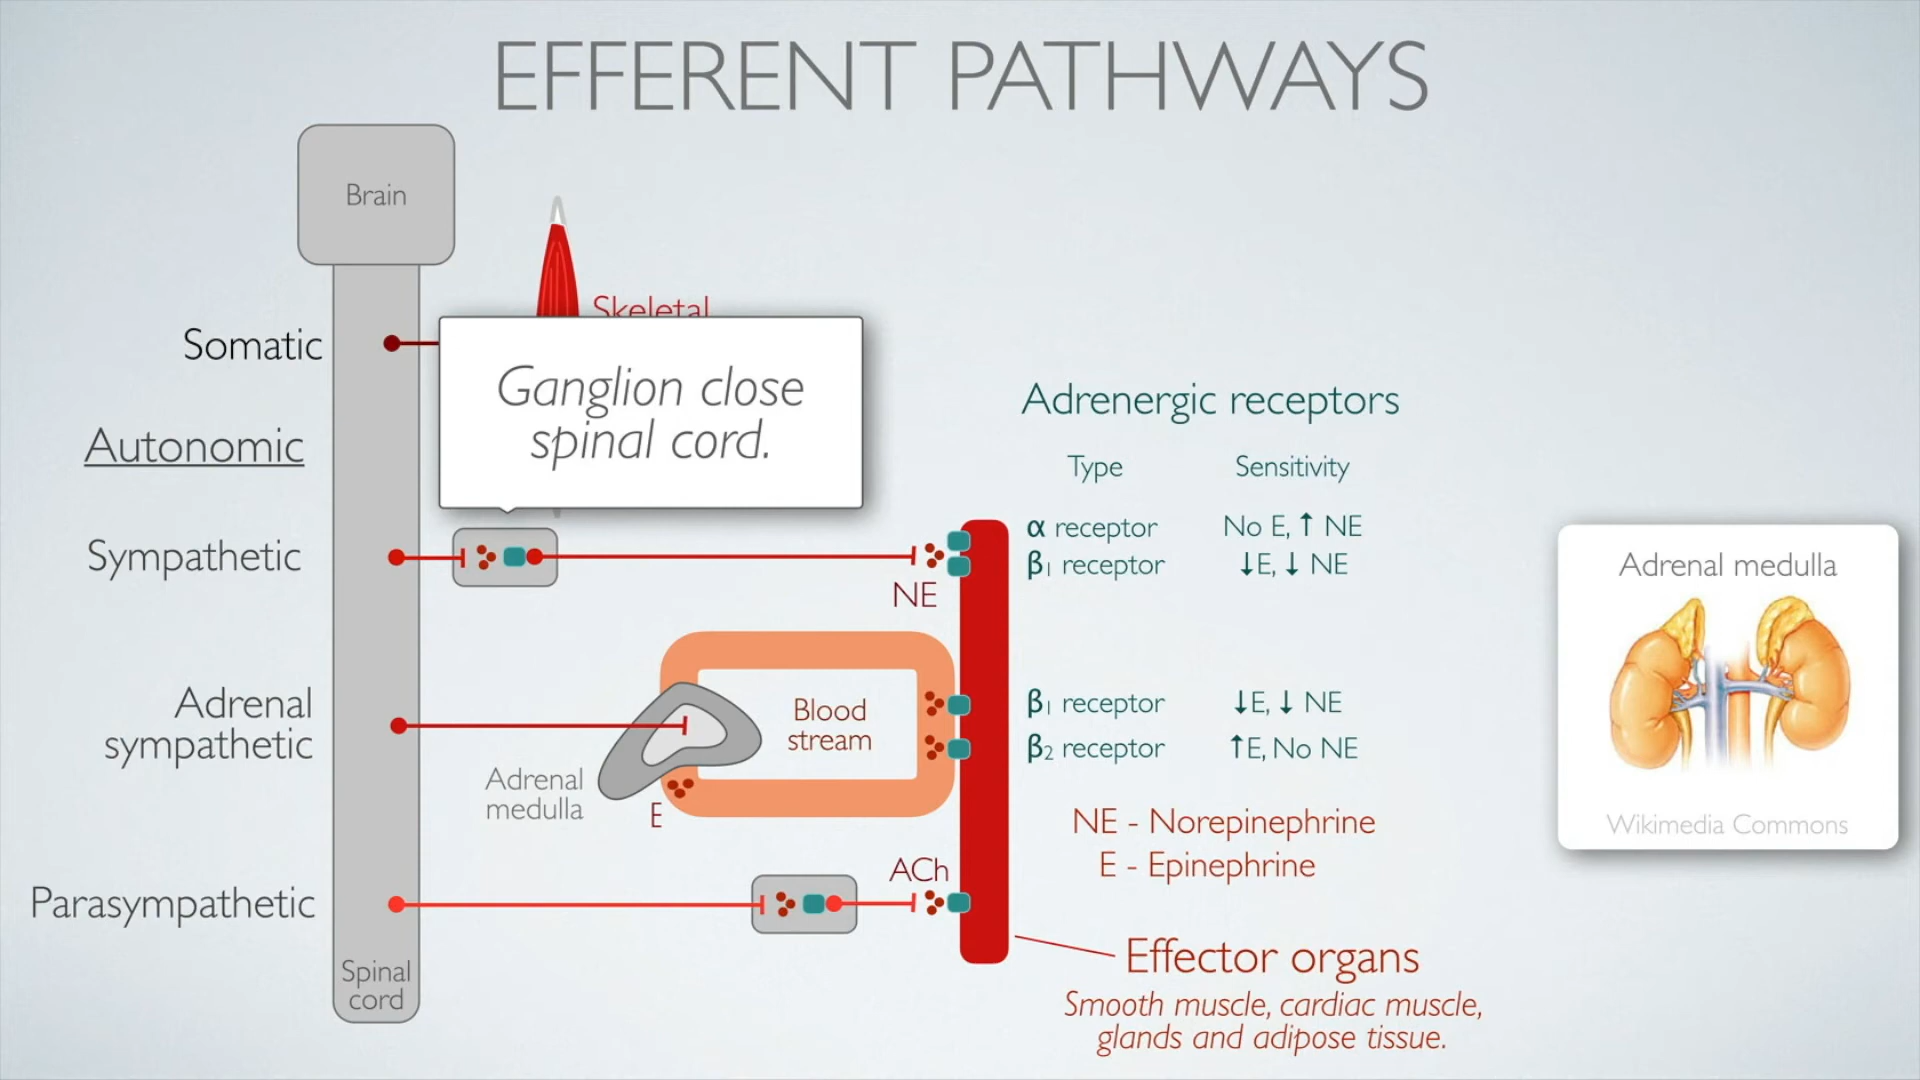 EFFERENT PATHWAYS
Brain
Skeletal
Somatic
Ganglion close
spinal cord.
Autonomic
Adrenergic receptors
Type Sensitivity
Sympathetic
α receptor No E, ↑ NE
β₁ receptor ↓E, ↓ NE
NE
Adrenal medulla
Wikimedia Commons
Adrenal
sympathetic
Blood
stream
β₁ receptor ↓E, ↓ NE
β₂ receptor ↑E, No NE
Adrenal
medulla
E
NE - Norepinephrine
E - Epinephrine
Parasympathetic
ACh
Spinal
cord
Effector organs
Smooth muscle, cardiac muscle,
glands and adipose tissue.